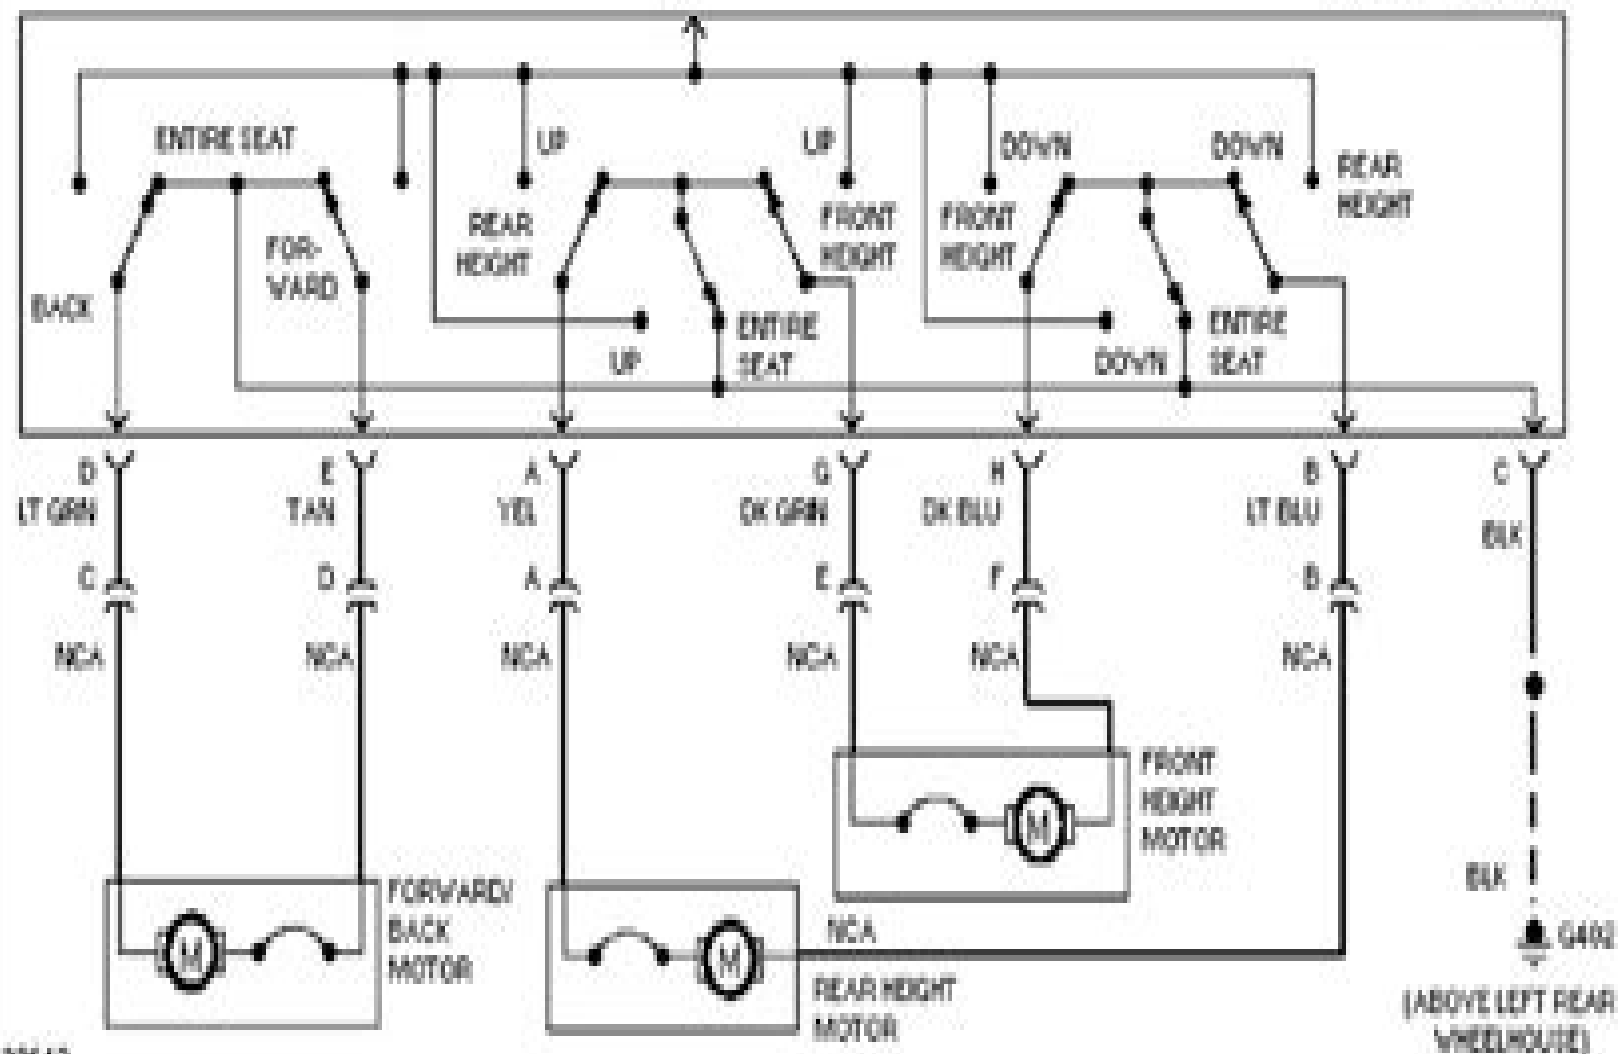 ENTIRE SEAT
BACK
FOR-
WARD
REAR
HEIGHT
UP
UP
ENTIRE
SEAT
UP
FRONT
HEIGHT
FRONT
HEIGHT
DOWN
DOWN
ENTIRE
SEAT
DOWN
REAR
HEIGHT
D
E
A
G
H
B
C
LT GRN
TAN
YEL
DK GRN
DK BLU
LT BLU
BLK
C
D
A
E
F
B
NCA
NCA
NCA
NCA
NCA
NCA
FRONT
HEIGHT
MOTOR
M
BLK
FORWARD/
BACK
MOTOR
M
M
NCA
REAR HEIGHT
MOTOR
G402
(ABOVE LEFT REAR
WHEELHOUSE)